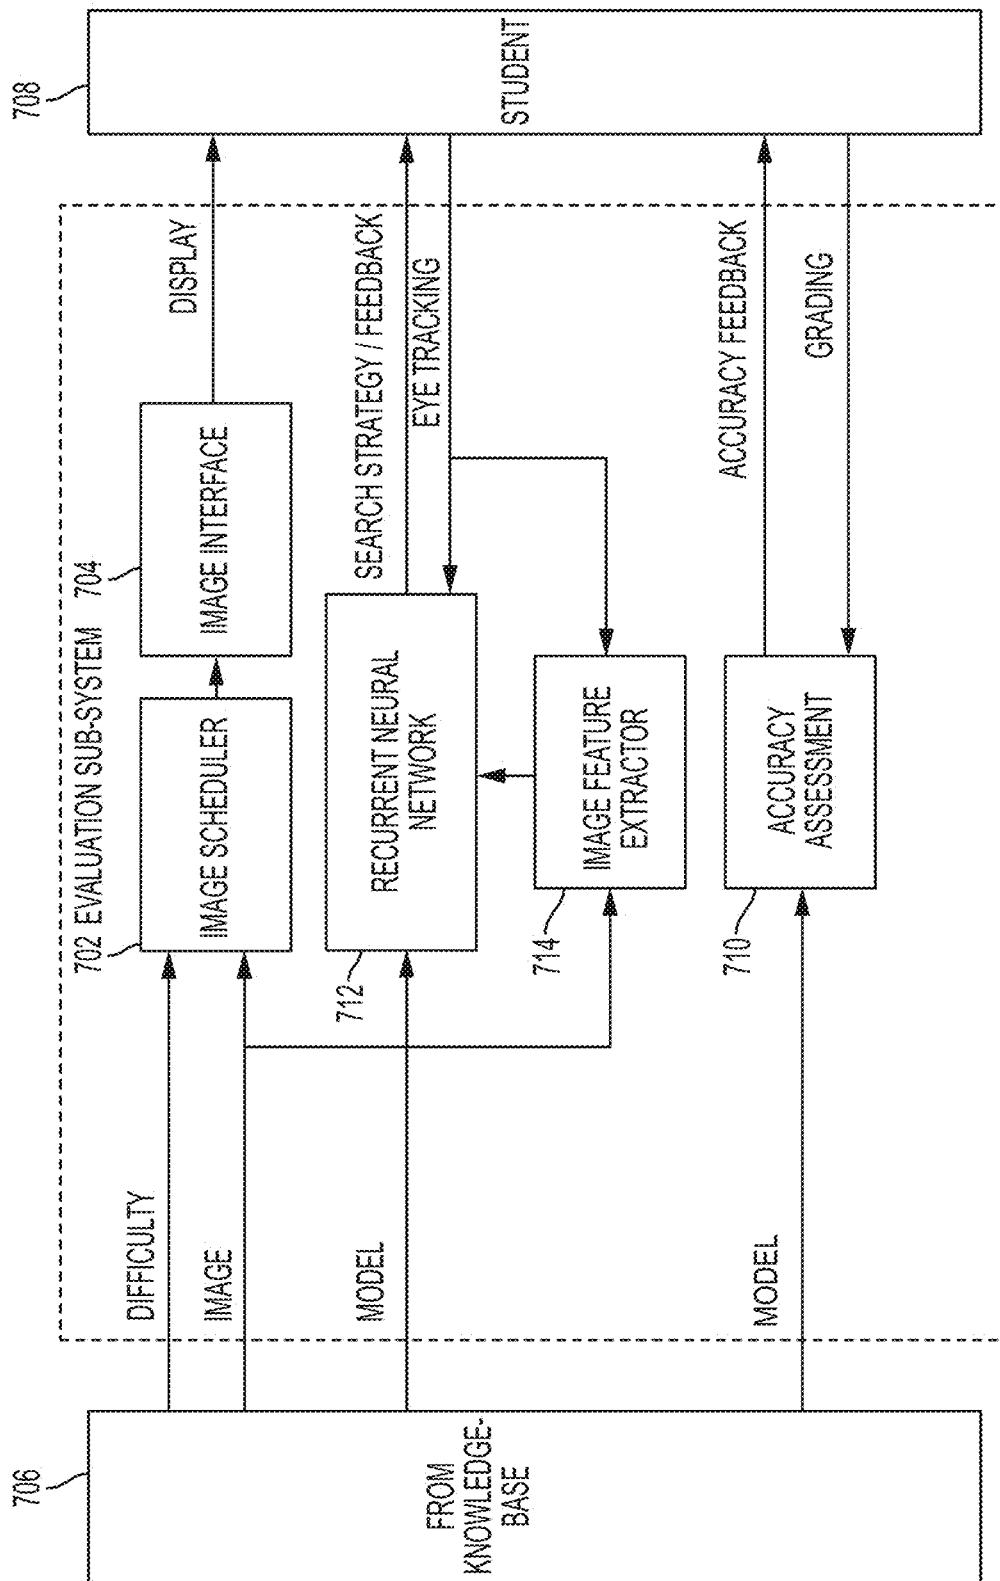 706
FROM
KNOWLEDGE-
BASE
DIFFICULTY
IMAGE
MODEL
MODEL
702
EVALUATION SUB-SYSTEM
704
IMAGE SCHEDULER
IMAGE INTERFACE
DISPLAY
712
RECURRENT NEURAL
NETWORK
SEARCH STRATEGY / FEEDBACK
EYE TRACKING
714
IMAGE FEATURE
EXTRACTOR
710
ACCURACY
ASSESSMENT
ACCURACY FEEDBACK
GRADING
708
STUDENT